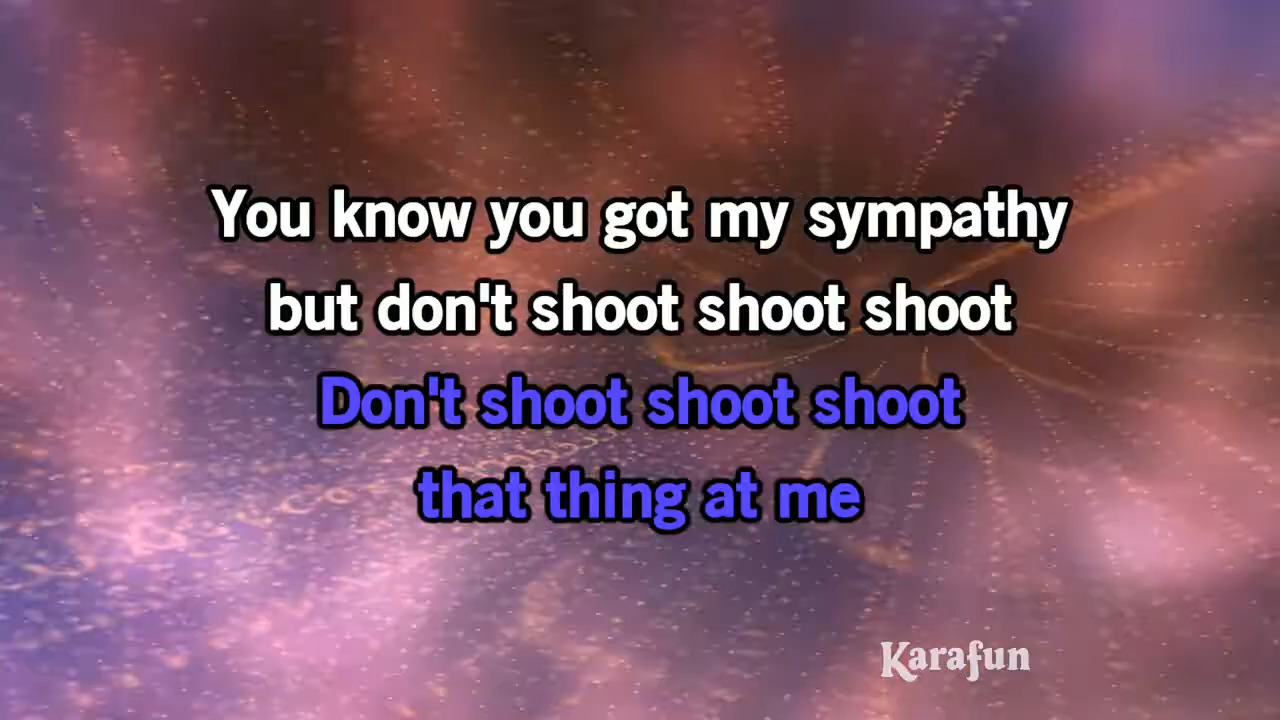 You know you got my sympathy
but don't shoot shoot shoot
Don't shoot shoot shoot
that thing at me
Karafun